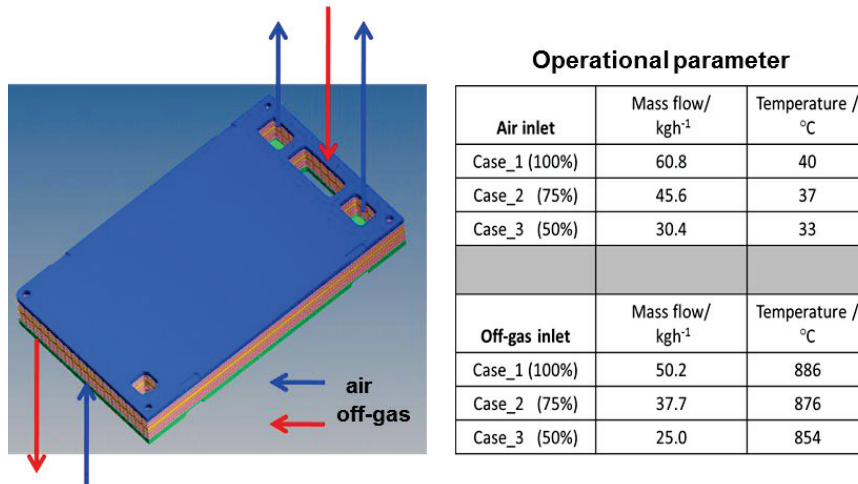 Operational parameter
Air inlet Mass flow/ kgh⁻¹ Temperature / °C
Case_1 (100%) 60.8 40
Case_2 (75%) 45.6 37
Case_3 (50%) 30.4 33
Off-gas inlet Mass flow/ kgh⁻¹ Temperature / °C
Case_1 (100%) 50.2 886
Case_2 (75%) 37.7 876
Case_3 (50%) 25.0 854
air
off-gas